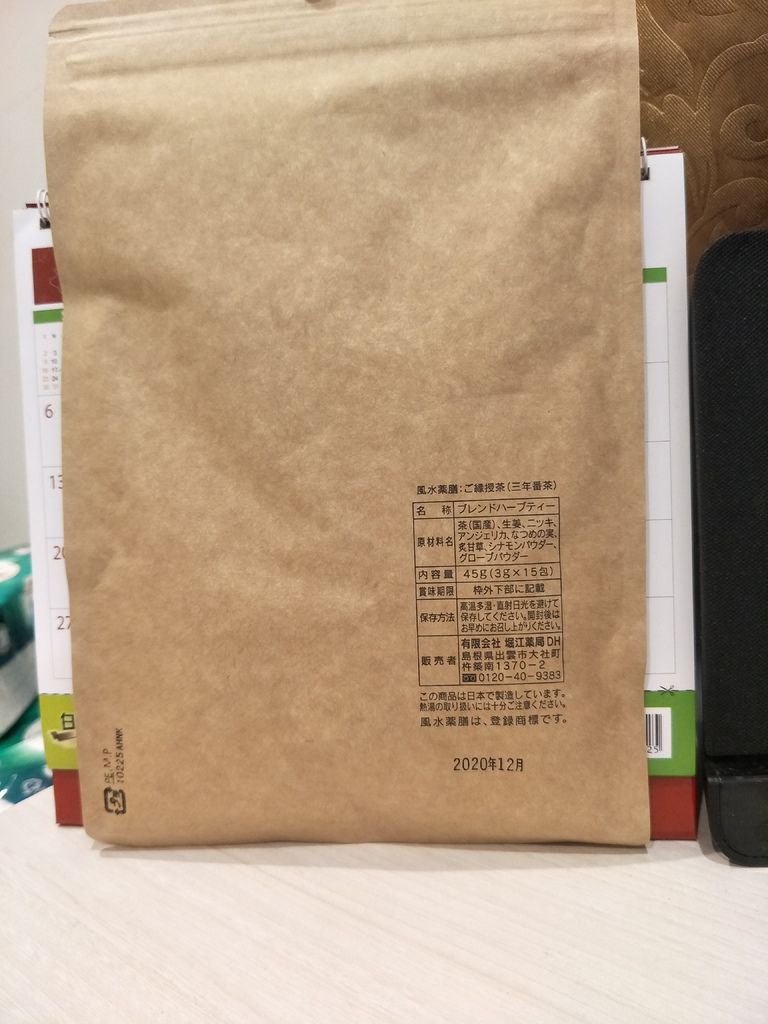 風水薬膳:ご縁授茶(三年番茶)
名 称 ブレンドハーブティー
原材料名 茶(国産)、生姜、ニッキ、
アンジェリカ、なつめの実、
炙甘草、シナモンパウダー、
グローブパウダー
内容量 45g(3g×15包)
賞味期限 枠外下部に記載
保存方法 高温多湿・直射日光を避けて
保存してください。開封後は
お早めにお召し上がりください。
販売者 有限会社 堀江薬局 DH
島根県出雲市大社町
杵築南1370-2
0120-40-9383
この商品は日本で製造しています。
熱湯の取り扱いには十分ご注意ください。
風水薬膳は、登録商標です。
2020年12月
PE, M, P
10225AHNK
6
13
20
27